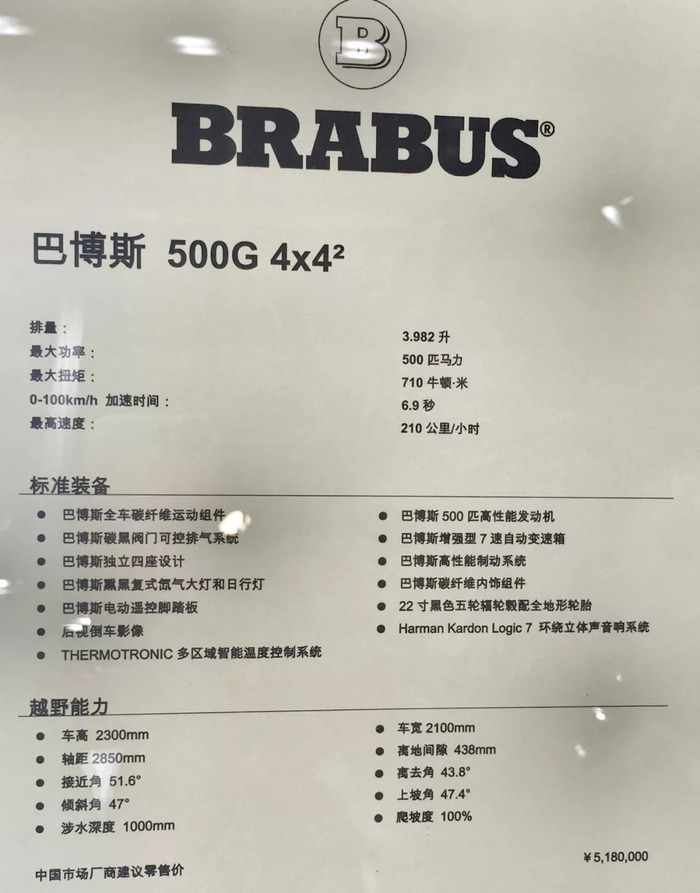 B
BRABUS®
巴博斯 500G 4x4²
排量： 3.982 升
最大功率： 500 匹马力
最大扭矩： 710 牛顿·米
0-100km/h 加速时间： 6.9 秒
最高速度： 210 公里/小时
标准装备
● 巴博斯全车碳纤维运动组件
● 巴博斯碳黑阀门可控排气系统
● 巴博斯独立四座设计
● 巴博斯熏黑复式氙气大灯和日行灯
● 巴博斯电动遥控脚踏板
● 后视倒车影像
● THERMOTRONIC 多区域智能温度控制系统
● 巴博斯 500 匹高性能发动机
● 巴博斯增强型 7 速自动变速箱
● 巴博斯高性能制动系统
● 巴博斯碳纤维内饰组件
● 22 寸黑色五轮辐轮毂配全地形轮胎
● Harman Kardon Logic 7 环绕立体声音响系统
越野能力
● 车高 2300mm
● 轴距 2850mm
● 接近角 51.6°
● 倾斜角 47°
● 涉水深度 1000mm
● 车宽 2100mm
● 离地间隙 438mm
● 离去角 43.8°
● 上坡角 47.4°
● 爬坡度 100%
中国市场厂商建议零售价 ￥5,180,000